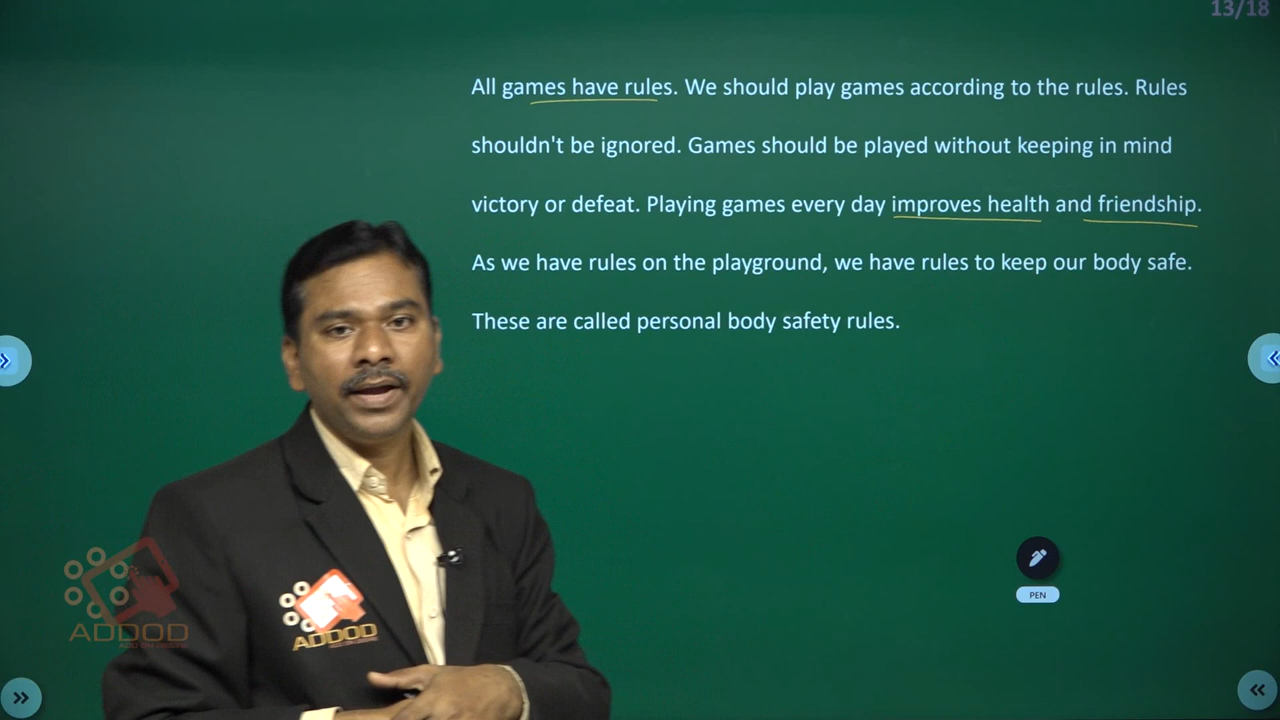 13/18
All games have rules. We should play games according to the rules. Rules
shouldn't be ignored. Games should be played without keeping in mind
victory or defeat. Playing games every day improves health and friendship.
As we have rules on the playground, we have rules to keep our body safe.
These are called personal body safety rules.
PEN
ADDOD
ADDOD